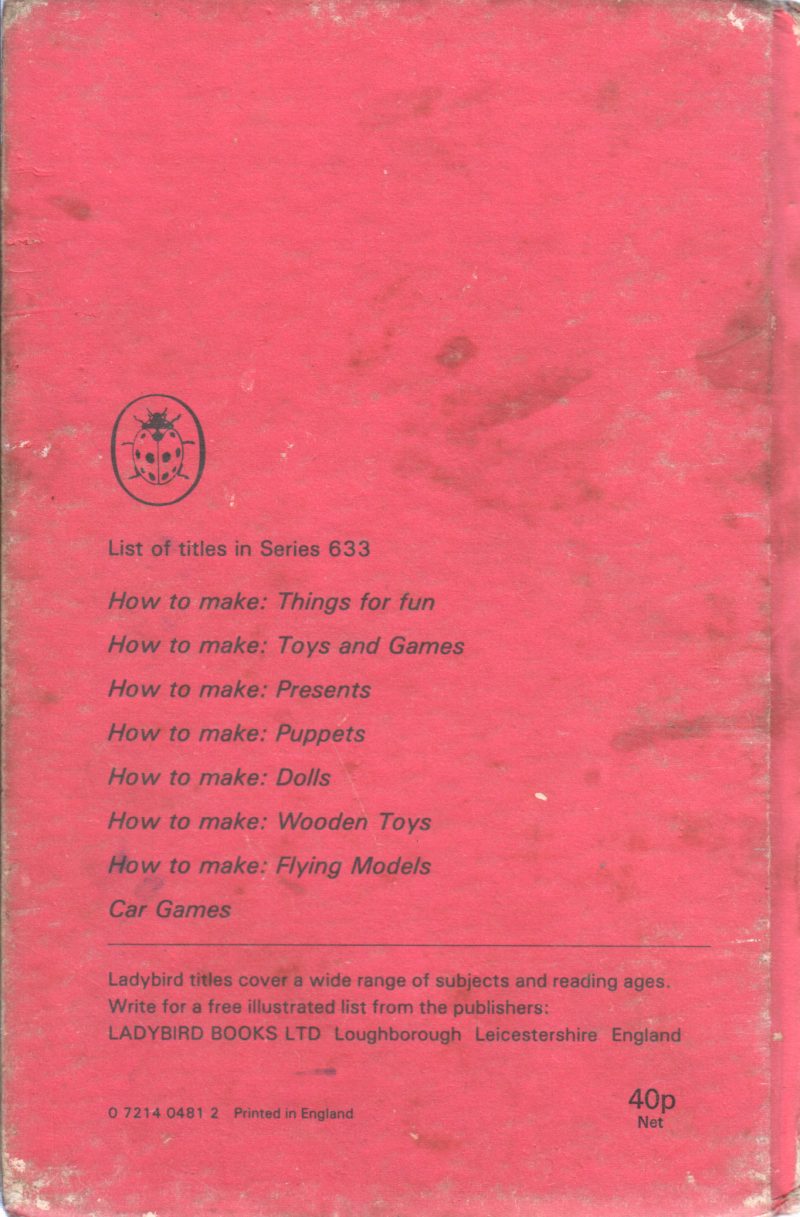 List of titles in Series 633
How to make: Things for fun
How to make: Toys and Games
How to make: Presents
How to make: Puppets
How to make: Dolls
How to make: Wooden Toys
How to make: Flying Models
Car Games
Ladybird titles cover a wide range of subjects and reading ages.
Write for a free illustrated list from the publishers:
LADYBIRD BOOKS LTD Loughborough Leicestershire England
0 7214 0481 2 Printed in England
40p
Net